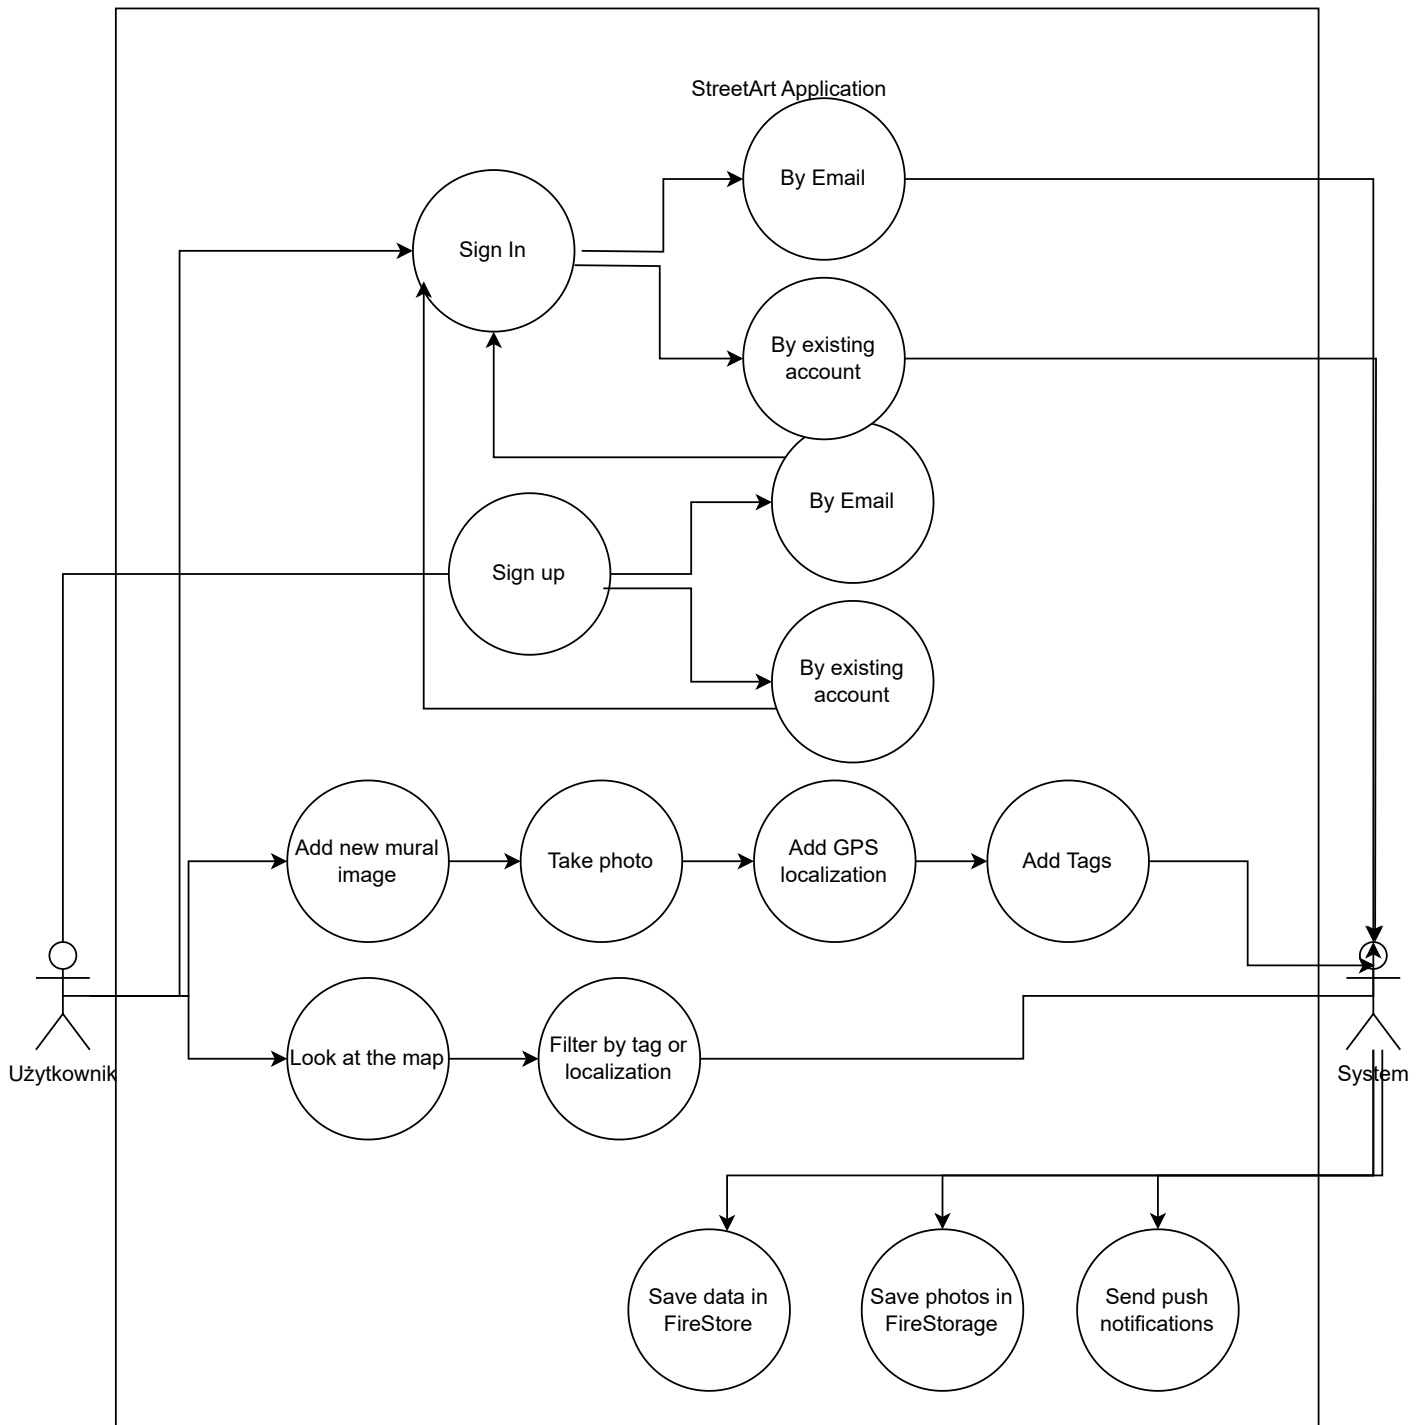 StreetArt Application
By Email
Sign In
By existing
account
By Email
Sign up
By existing
account
Add new mural
image
Take photo
Add GPS
localization
Add Tags
Użytkownik
Look at the map
Filter by tag or
localization
System
Save data in
FireStore
Save photos in
FireStorage
Send push
notifications